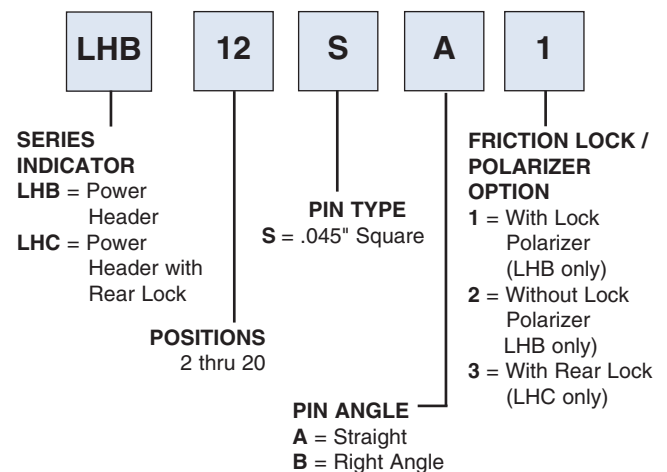 LHB 12 S A 1
SERIES
INDICATOR
LHB = Power
Header
LHC = Power
Header with
Rear Lock
POSITIONS
2 thru 20
PIN TYPE
S = .045" Square
PIN ANGLE
A = Straight
B = Right Angle
FRICTION LOCK /
POLARIZER
OPTION
1 = With Lock
Polarizer
(LHB only)
2 = Without Lock
Polarizer
LHB only)
3 = With Rear Lock
(LHC only)